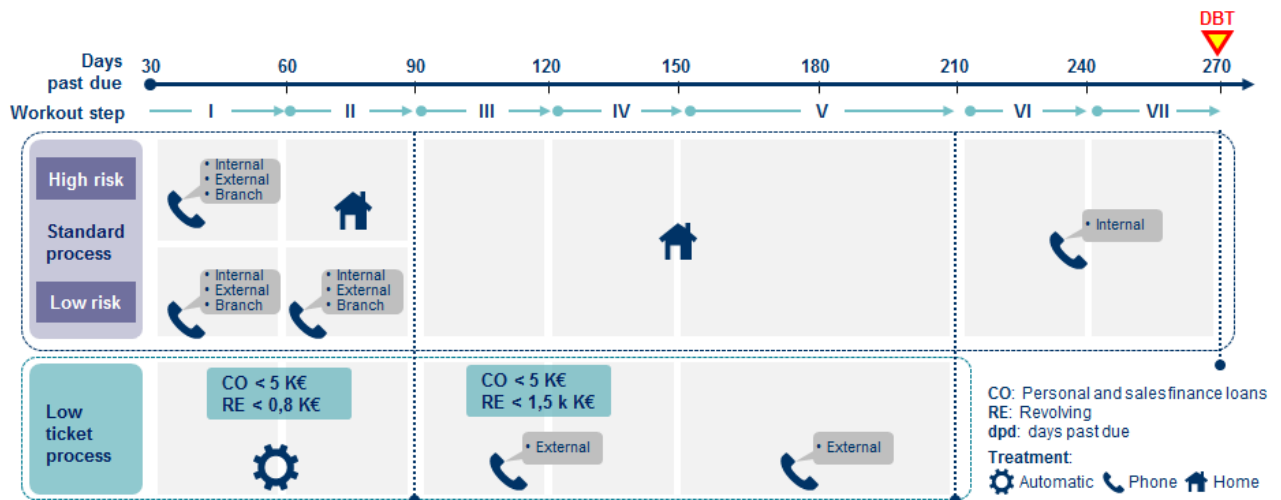 DBT
Days
past due
30 60 90 120 150 180 210 240 270
Workout step
I II III IV V VI VII
High risk
• Internal
• External
• Branch
Standard
process
• Internal
Low risk
• Internal
• External
• Branch
• Internal
• External
• Branch
Low
ticket
process
CO < 5 K€
RE < 0,8 K€
CO < 5 K€
RE < 1,5 k K€
• External
• External
CO: Personal and sales finance loans
RE: Revolving
dpd: days past due
Treatment:
Automatic Phone Home